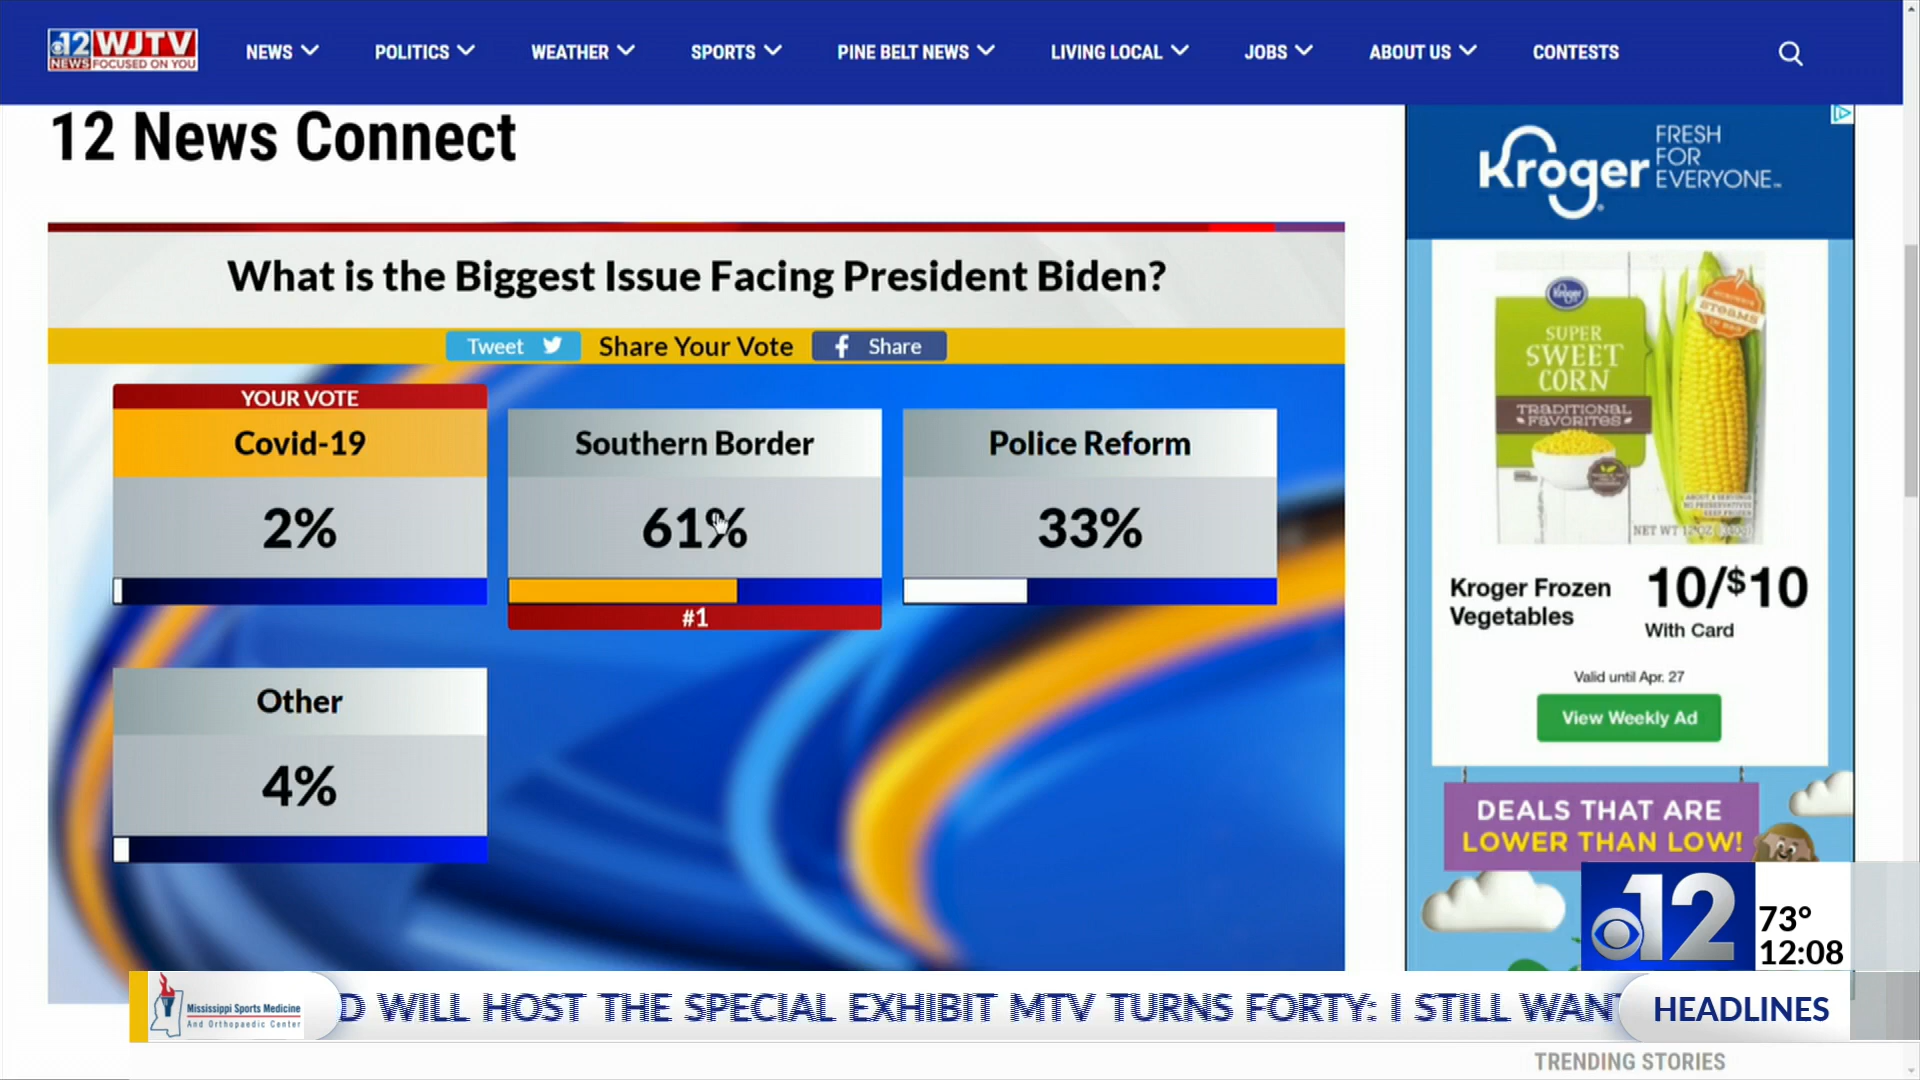 12 WJTV
NEWS FOCUSED ON YOU
NEWS
POLITICS
WEATHER
SPORTS
PINE BELT NEWS
LIVING LOCAL
JOBS
ABOUT US
CONTESTS
12 News Connect
What is the Biggest Issue Facing President Biden?
Tweet
Share Your Vote
Share
YOUR VOTE
Covid-19
2%
Southern Border
61%
#1
Police Reform
33%
Other
4%
Kroger
FRESH
FOR
EVERYONE™
Kroger
SUPER
SWEET
CORN
TRADITIONAL
FAVORITES
STEAMS
Kroger Frozen
Vegetables
10/$10
With Card
Valid until Apr. 27
View Weekly Ad
DEALS THAT ARE
LOWER THAN LOW!
12
73°
12:08
Mississippi Sports Medicine
And Orthopaedic Center
D WILL HOST THE SPECIAL EXHIBIT MTV TURNS FORTY: I STILL WANT
HEADLINES
TRENDING STORIES